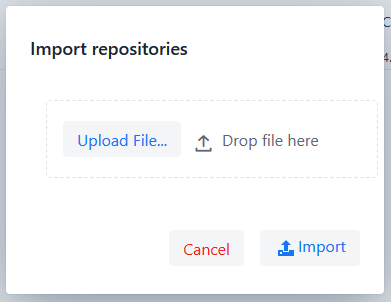 Import repositories
Upload File...
Drop file here
Cancel
Import